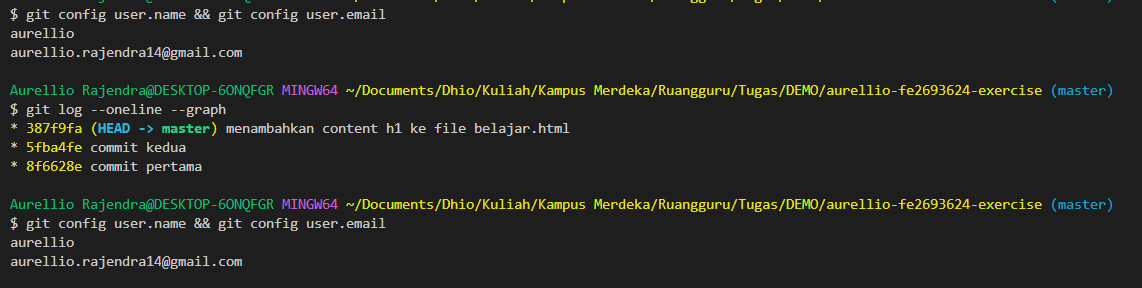 $ git config user.name && git config user.email
aurellio
aurellio.rajendra14@gmail.com
Aurellio Rajendra@DESKTOP-6ONQFGR MINGW64 ~/Documents/Dhio/Kuliah/Kampus Merdeka/Ruangguru/Tugas/DEMO/aurellio-fe2693624-exercise (master)
$ git log --oneline --graph
* 387f9fa (HEAD -> master) menambahkan content h1 ke file belajar.html
* 5fba4fe commit kedua
* 8f6628e commit pertama
Aurellio Rajendra@DESKTOP-6ONQFGR MINGW64 ~/Documents/Dhio/Kuliah/Kampus Merdeka/Ruangguru/Tugas/DEMO/aurellio-fe2693624-exercise (master)
$ git config user.name && git config user.email
aurellio
aurellio.rajendra14@gmail.com